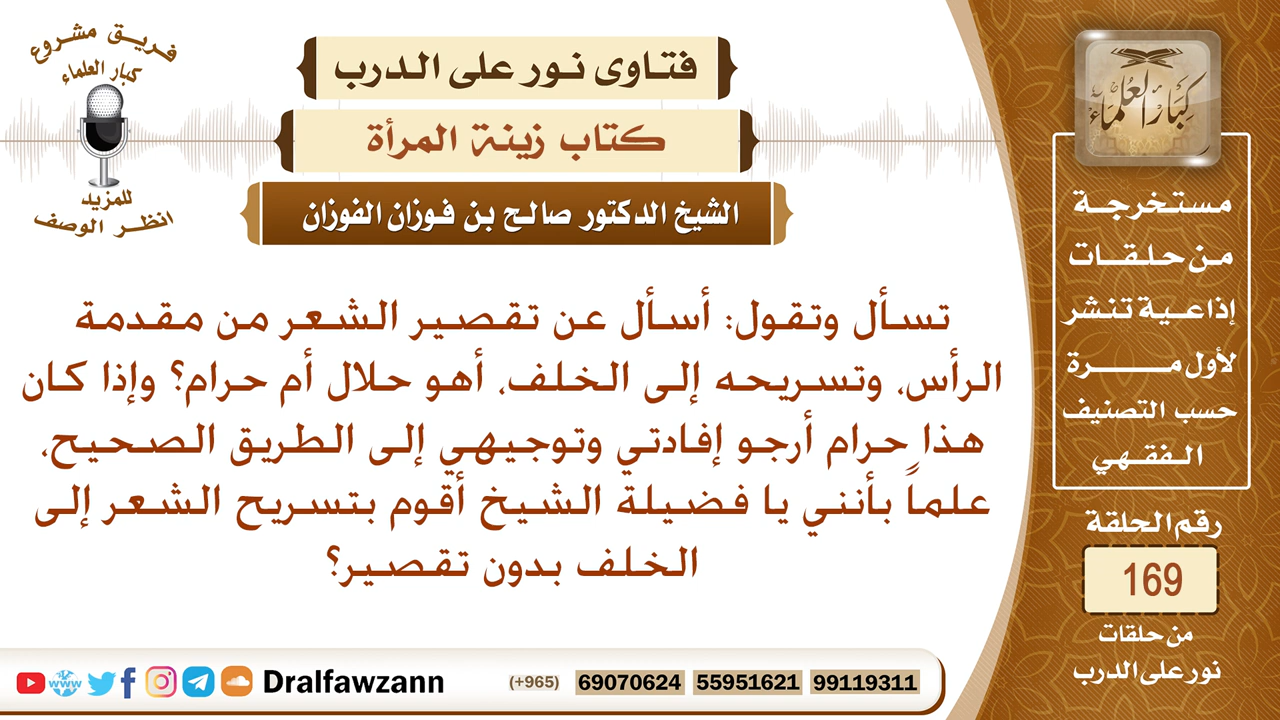 فريق مشروع
كبار العلماء
للمزيد
انظر الوصف
فتاوى نور على الدرب
كتاب زينة المرأة
الشيخ الدكتور صالح بن فوزان الفوزان
تسأل وتقول: أسأل عن تقصير الشعر من مقدمة
الرأس، وتسريحه إلى الخلف، أهو حلال أم حرام؟ وإذا كان
هذا حرام أرجو إفادتي وتوجيهي إلى الطريق الصحيح،
علماً بأنني يا فضيلة الشيخ أقوم بتسريح الشعر إلى
الخلف بدون تقصير؟
كبار العلماء
مستخرجة
من حلقات
إذاعية تنشر
لأول مرة
حسب التصنيف
الفقهي
رقم الحلقة
169
من حلقات
نور على الدرب
www
Dralfawzann
(+965) 69070624 55951621 99119311